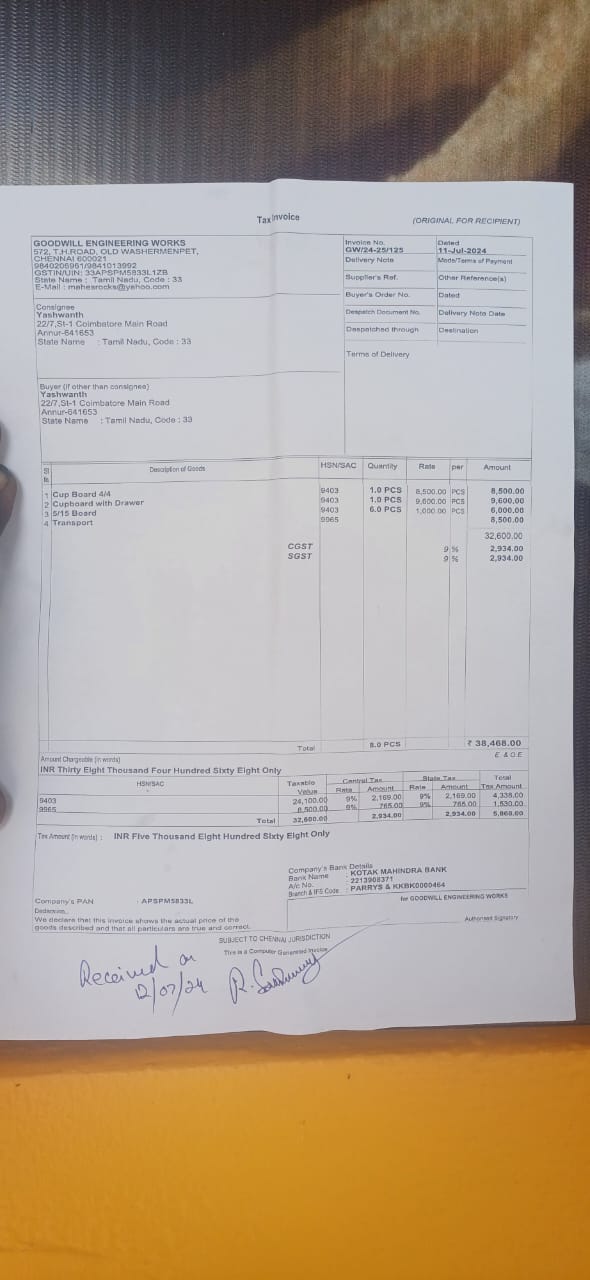 Tax Invoice
(ORIGINAL FOR RECIPIENT)
GOODWILL ENGINEERING WORKS
572, T.H.ROAD, OLD WASHERMENPET,
CHENNAI 600021
9840205961/9841013992
GSTIN/UIN: 33APSPM5833L1ZB
State Name : Tamil Nadu, Code : 33
E-Mail : mahesrocks@yahoo.com
Invoice No. Dated
GW/24-25/125 11-Jul-2024
Delivery Note Mode/Terms of Payment
Supplier's Ref. Other Reference(s)
Buyer's Order No. Dated
Despatch Document No. Delivery Note Date
Despatched through Destination
Terms of Delivery
Consignee
Yashwanth
22/7,St-1 Coimbatore Main Road
Annur-641653
State Name : Tamil Nadu, Code : 33
Buyer (if other than consignee)
Yashwanth
22/7,St-1 Coimbatore Main Road
Annur-641653
State Name : Tamil Nadu, Code : 33
Sl Description of Goods HSN/SAC Quantity Rate per Amount
1 Cup Board 4/4 9403 1.0 PCS 8,500.00 PCS 8,500.00
2 Cupboard with Drawer 9403 1.0 PCS 9,600.00 PCS 9,600.00
3 5/15 Board 9403 6.0 PCS 1,000.00 PCS 6,000.00
4 Transport 9965 8,500.00
32,600.00
CGST 9 % 2,934.00
SGST 9 % 2,934.00
Total 8.0 PCS ₹ 38,468.00
Amount Chargeable (in words) E. & O.E
INR Thirty Eight Thousand Four Hundred Sixty Eight Only
HSN/SAC Taxable Central Tax State Tax Total
Value Rate Amount Rate Amount Tax Amount
9403 24,100.00 9% 2,169.00 9% 2,169.00 4,338.00
9965 8,500.00 9% 765.00 9% 765.00 1,530.00
Total 32,600.00 2,934.00 2,934.00 5,868.00
Tax Amount (in words) : INR Five Thousand Eight Hundred Sixty Eight Only
Company's Bank Details
Bank Name : KOTAK MAHINDRA BANK
A/c No. : 2213908371
Branch & IFS Code : PARRYS & KKBK0000464
Company's PAN : APSPM5833L
Declaration
We declare that this invoice shows the actual price of the
goods described and that all particulars are true and correct.
for GOODWILL ENGINEERING WORKS
Authorised Signatory
SUBJECT TO CHENNAI JURISDICTION
This is a Computer Generated Invoice
Received on
12/07/24